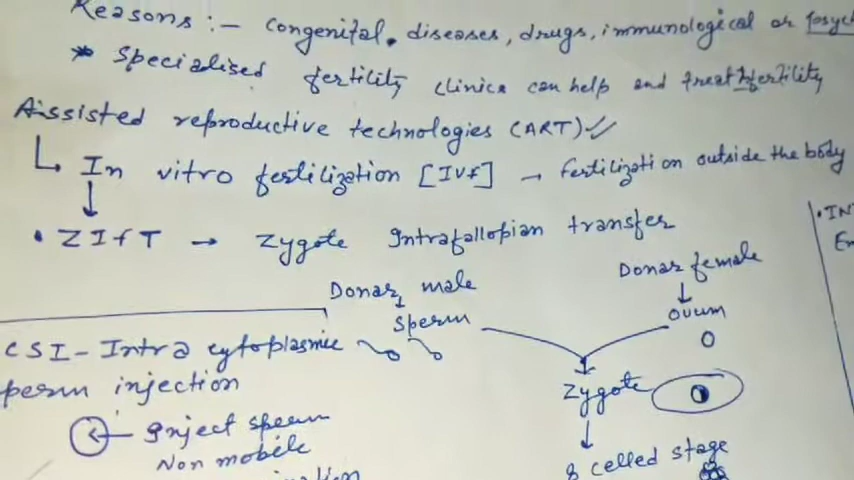 Reasons :- congenital, diseases, drugs, immunological or
* specialised fertility clinics can help and treat
Assisted reproductive technologies (ART) ✓
↳ In vitro fertilization [IVF] → fertilization outside the body
↓
• ZIFT → Zygote Intrafallopian transfer
Donar male
sperm
Donar female
↓
ovum
Zygote
↓
8 celled stage
CSI - Intra cytoplasmic
perm injection
Inject sperm
Non mobile